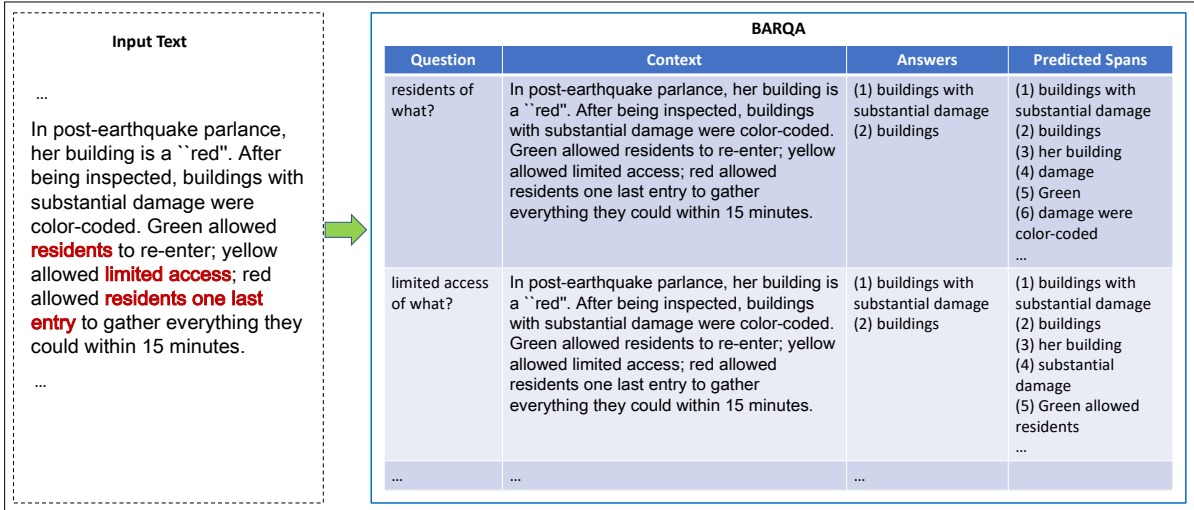 Input Text
...
In post-earthquake parlance,
her building is a ``red". After
being inspected, buildings with
substantial damage were
color-coded. Green allowed
residents to re-enter; yellow
allowed limited access; red
allowed residents one last
entry to gather everything they
could within 15 minutes.
...
BARQA
Question Context Answers Predicted Spans
residents of
what?
In post-earthquake parlance, her building is
a ``red". After being inspected, buildings
with substantial damage were color-coded.
Green allowed residents to re-enter; yellow
allowed limited access; red allowed
residents one last entry to gather
everything they could within 15 minutes.
(1) buildings with
substantial damage
(2) buildings
(1) buildings with
substantial damage
(2) buildings
(3) her building
(4) damage
(5) Green
(6) damage were
color-coded
...
limited access
of what?
In post-earthquake parlance, her building is
a ``red". After being inspected, buildings
with substantial damage were color-coded.
Green allowed residents to re-enter; yellow
allowed limited access; red allowed
residents one last entry to gather
everything they could within 15 minutes.
(1) buildings with
substantial damage
(2) buildings
(1) buildings with
substantial damage
(2) buildings
(3) her building
(4) substantial
damage
(5) Green allowed
residents
...
... ... ...